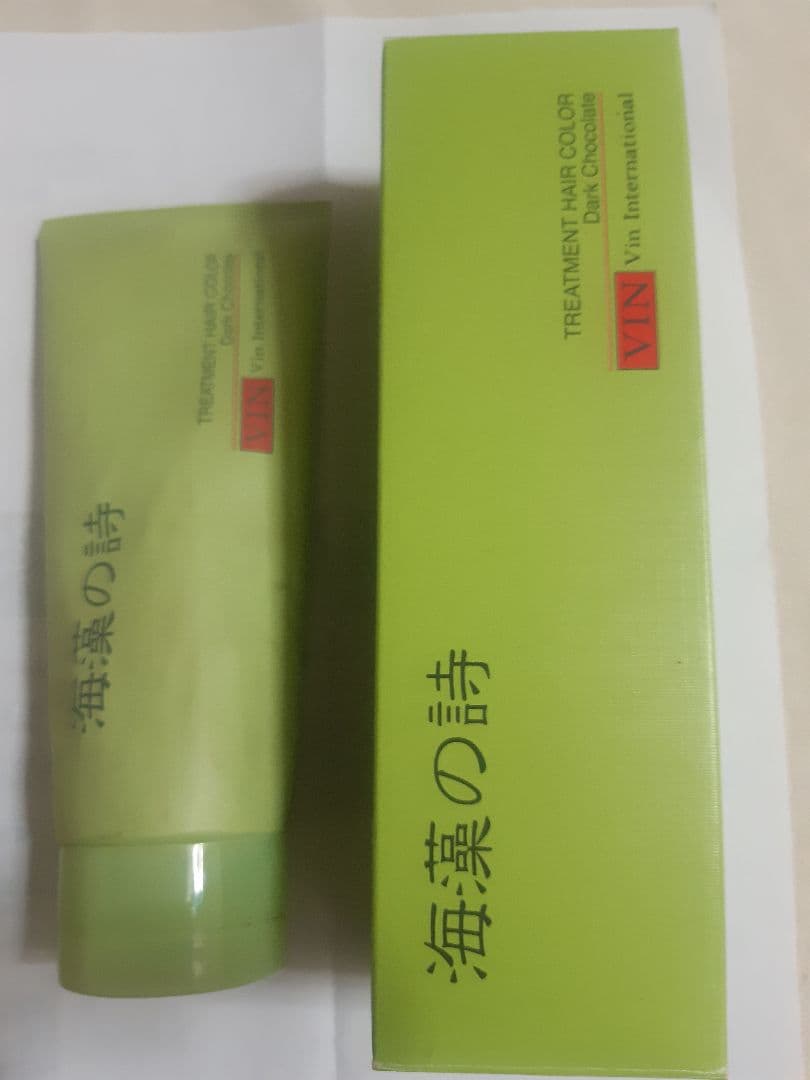 海藻の詩
TREATMENT HAIR COLOR
Dark Chocolate
VIN Vin International
海藻の詩
TREATMENT HAIR COLOR
Dark Chocolate
VIN Vin International